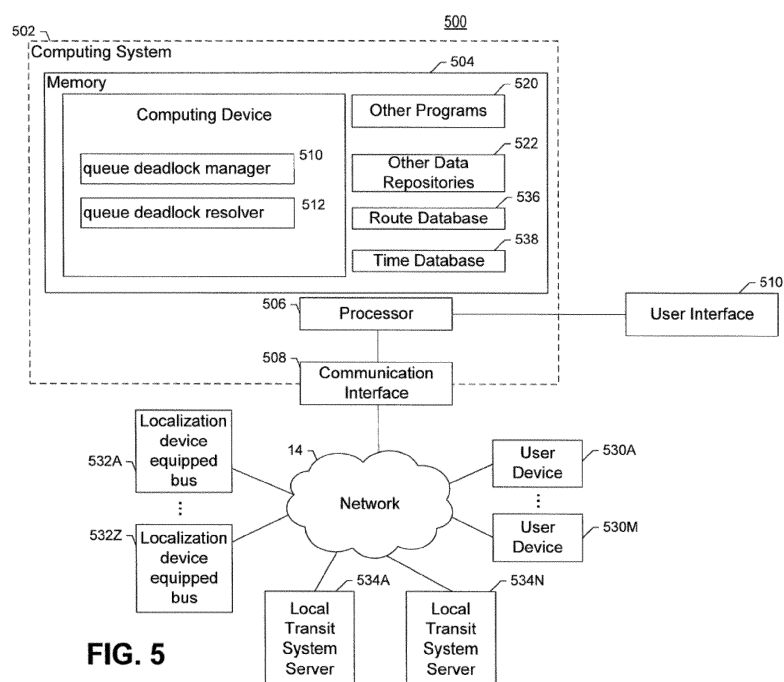 500
502
Computing System
504
Memory
Computing Device
queue deadlock manager
510
queue deadlock resolver
512
Other Programs
520
Other Data
Repositories
522
Route Database
536
Time Database
538
506
Processor
510
User Interface
508
Communication
Interface
14
Network
532A
Localization
device
equipped
bus
⋮
532Z
Localization
device
equipped
bus
User
Device
530A
⋮
User
Device
530M
534A
Local
Transit
System
Server
534N
Local
Transit
System
Server
FIG. 5